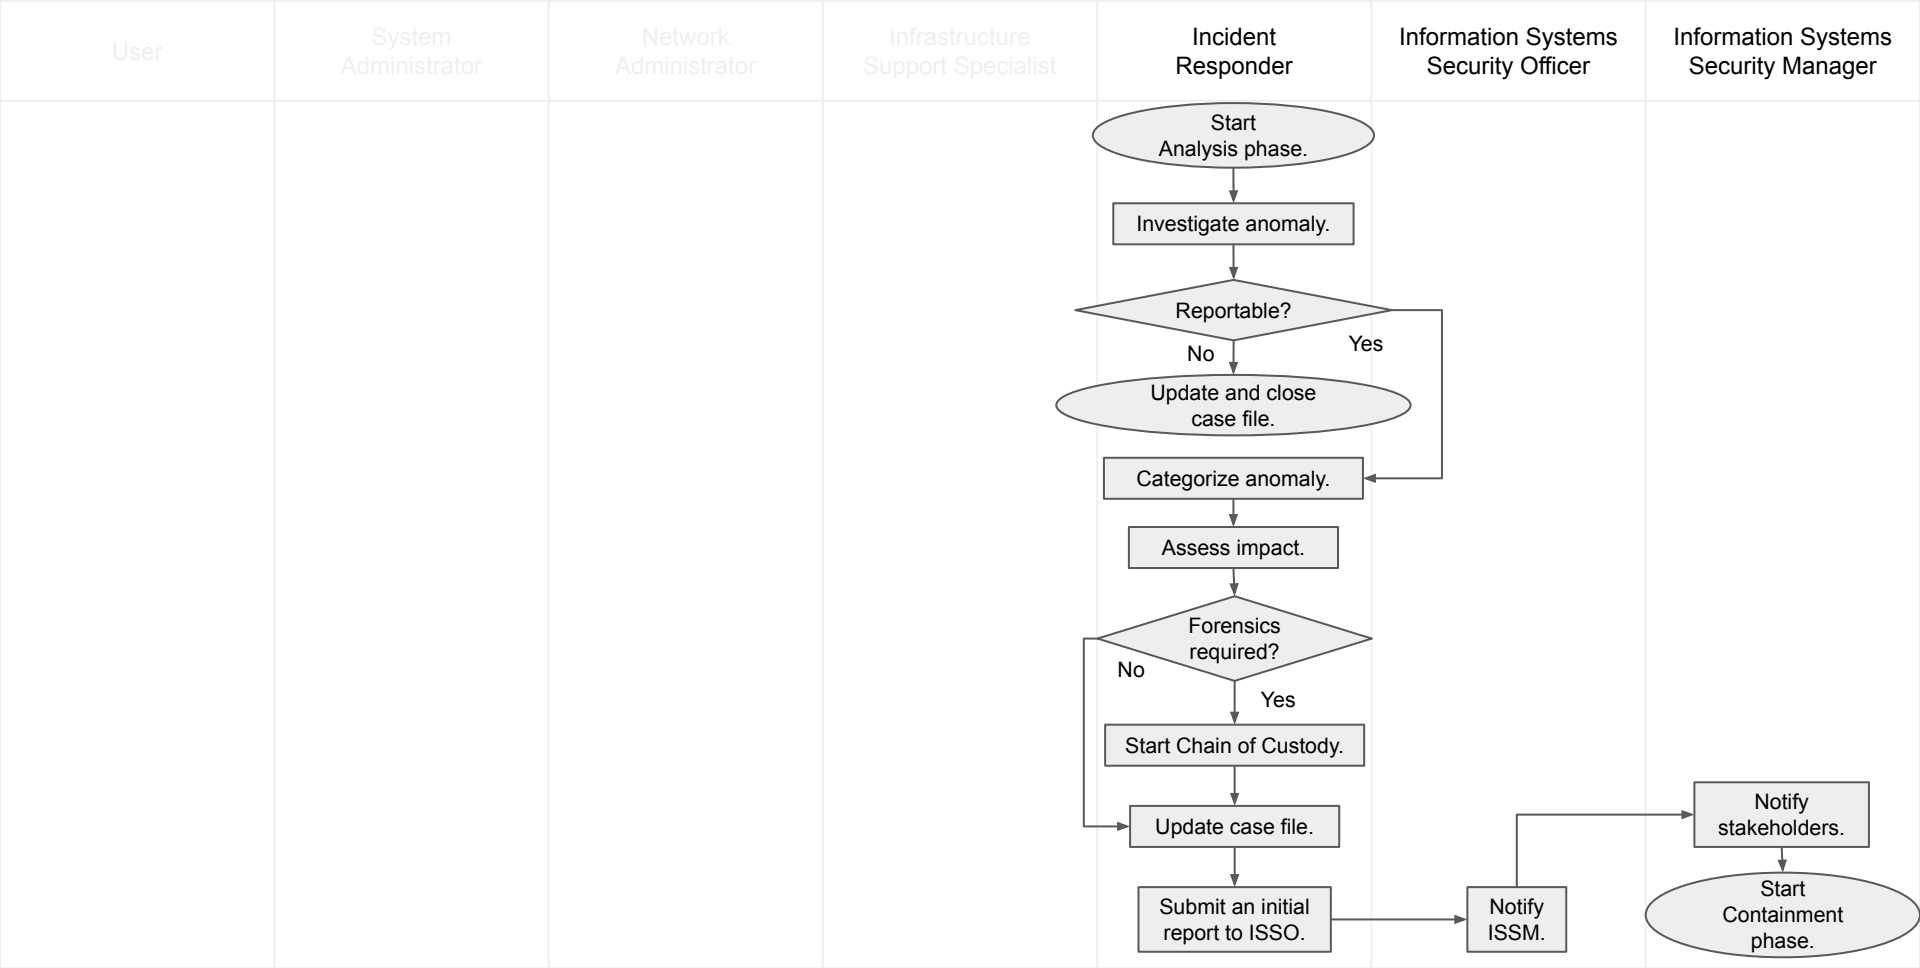 User
System
Administrator
Network
Administrator
Infrastructure
Support Specialist
Incident
Responder
Information Systems
Security Officer
Information Systems
Security Manager
Start
Analysis phase.
Investigate anomaly.
Reportable?
No
Yes
Update and close
case file.
Categorize anomaly.
Assess impact.
Forensics
required?
No
Yes
Start Chain of Custody.
Update case file.
Submit an initial
report to ISSO.
Notify
ISSM.
Notify
stakeholders.
Start
Containment
phase.